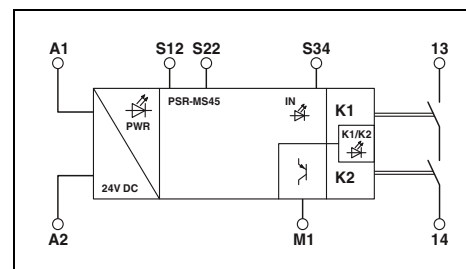 A1 S12 S22 S34 13
PSR-MS45 IN K1
PWR K1/K2
24V DC K2
A2 M1 14